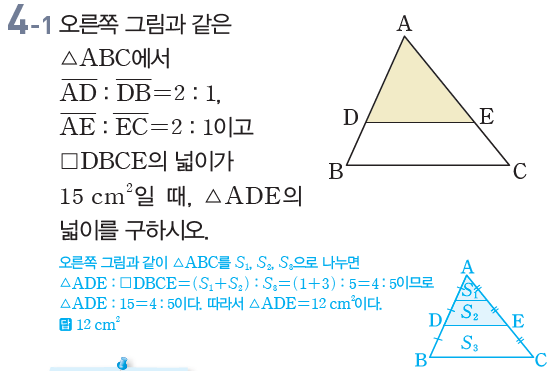 4-1 오른쪽 그림과 같은
△ABC에서
AD : DB=2 : 1,
AE : EC=2 : 1이고
□DBCE의 넓이가
15 cm²일 때, △ADE의
넓이를 구하시오.
A
D
E
B
C
오른쪽 그림과 같이 △ABC를 S₁, S₂, S₃으로 나누면
△ADE : □DBCE=(S₁+S₂) : S₃=(1+3) : 5=4 : 5이므로
△ADE : 15=4 : 5이다. 따라서 △ADE=12 cm²이다.
답 12 cm²
A
S₁
S₂
D
E
S₃
B
C